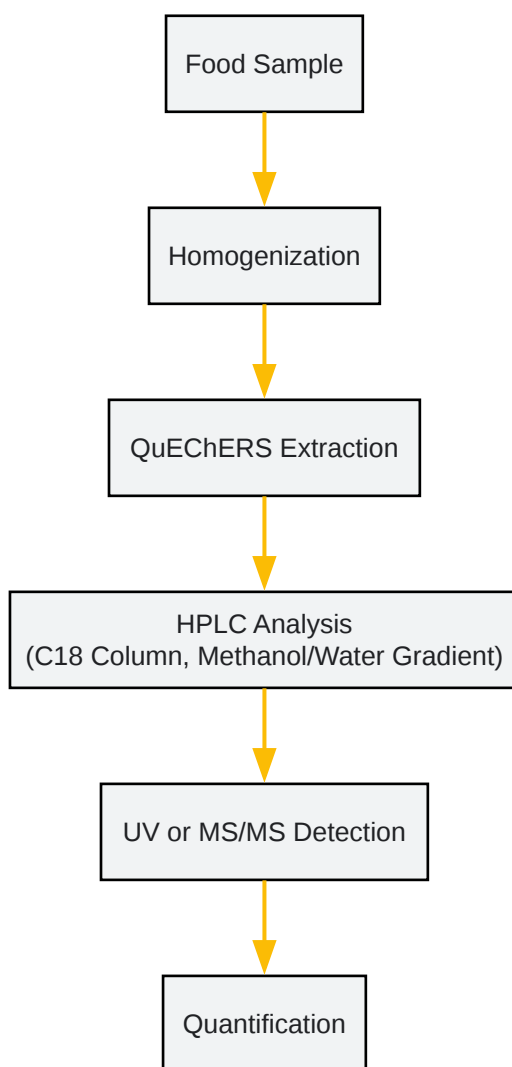 Food Sample
Homogenization
QuEChERS Extraction
HPLC Analysis
(C18 Column, Methanol/Water Gradient)
UV or MS/MS Detection
Quantification